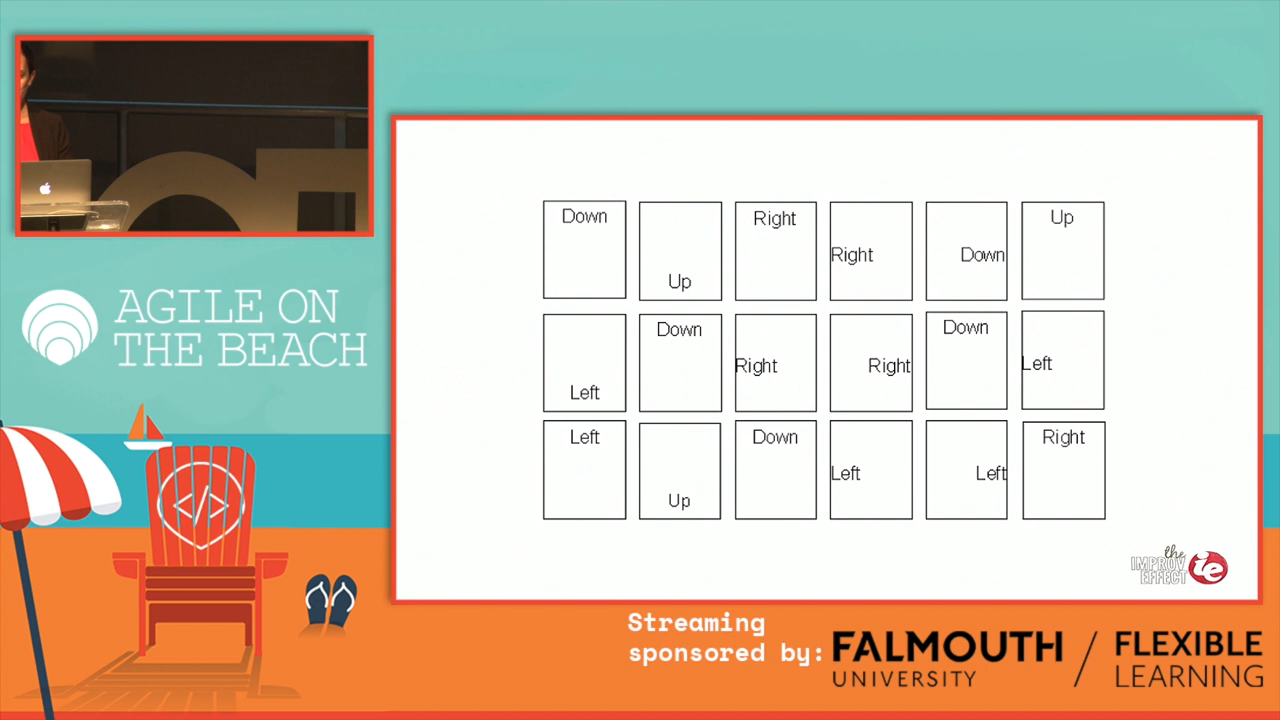 AGILE ON
THE BEACH
</>
Down
Up
Right
Right
Down
Up
Left
Down
Right
Right
Down
Left
Left
Up
Down
Left
Left
Right
the
IMPROV
EFFECT
ie
Streaming
sponsored by:
FALMOUTH
UNIVERSITY
/
FLEXIBLE
LEARNING